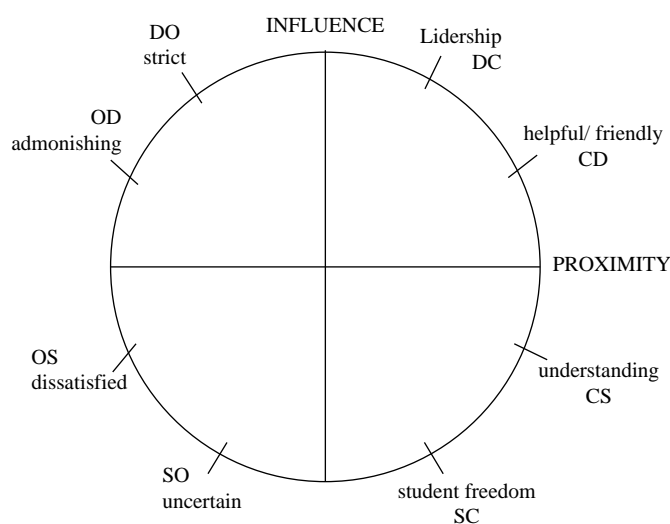 INFLUENCE
DO
strict
Lidership
DC
OD
admonishing
helpful/ friendly
CD
PROXIMITY
OS
dissatisfied
understanding
CS
SO
uncertain
student freedom
SC